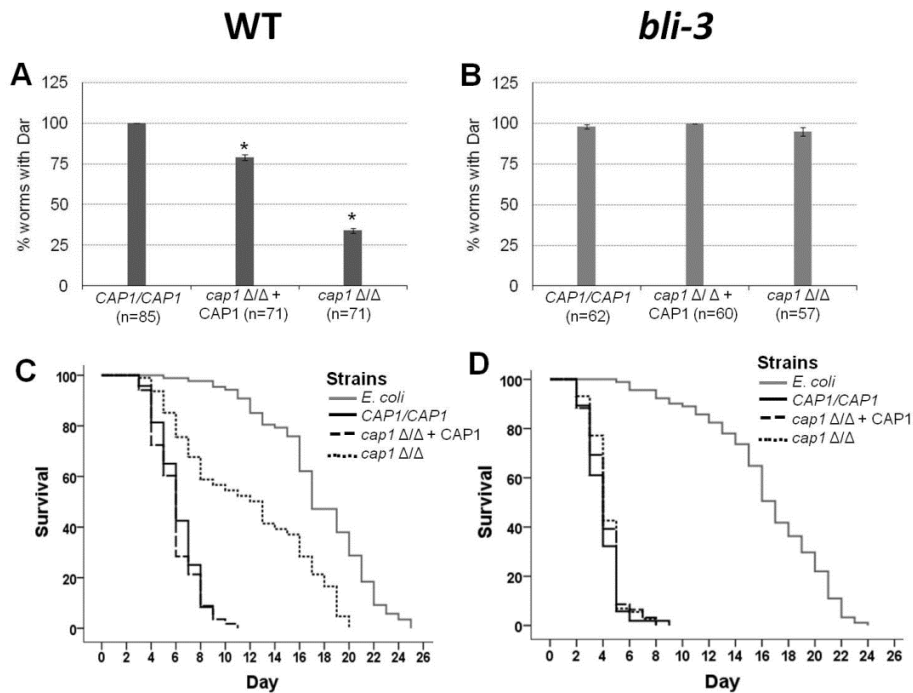 WT
bli-3
A
% worms with Dar
125
100
75
50
25
0
CAP1/CAP1
(n=85)
cap1 Δ/Δ +
CAP1 (n=71)
cap1 Δ/Δ
(n=71)
*
*
B
% worms with Dar
125
100
75
50
25
0
CAP1/CAP1
(n=62)
cap1 Δ/ Δ +
CAP1 (n=60)
cap1 Δ/Δ
(n=57)
C
Survival
100
80
60
40
20
0
0 2 4 6 8 10 12 14 16 18 20 22 24 26
Day
Strains
E. coli
CAP1/CAP1
cap1 Δ/Δ + CAP1
cap1 Δ/Δ
D
Survival
100
80
60
40
20
0
0 2 4 6 8 10 12 14 16 18 20 22 24 26
Day
Strains
E. coli
CAP1/CAP1
cap1 Δ/Δ + CAP1
cap1 Δ/Δ